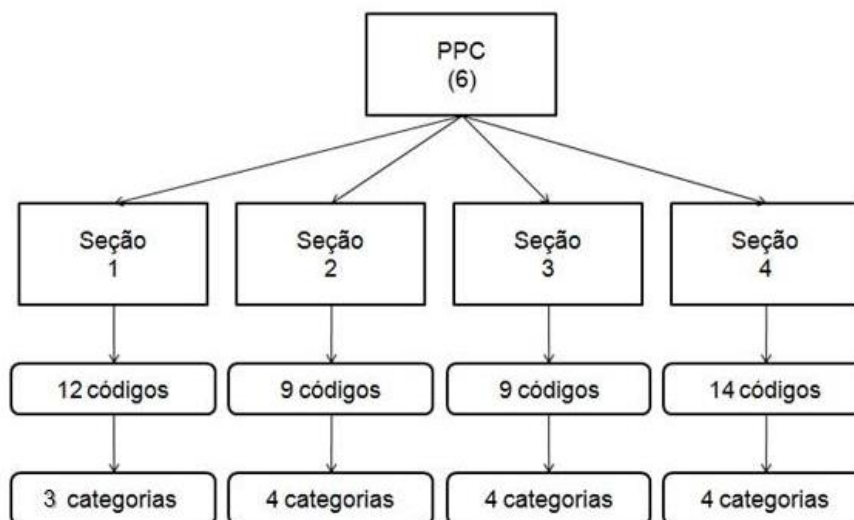 PPC
(6)
Seção
1
Seção
2
Seção
3
Seção
4
12 códigos
9 códigos
9 códigos
14 códigos
3 categorias
4 categorias
4 categorias
4 categorias